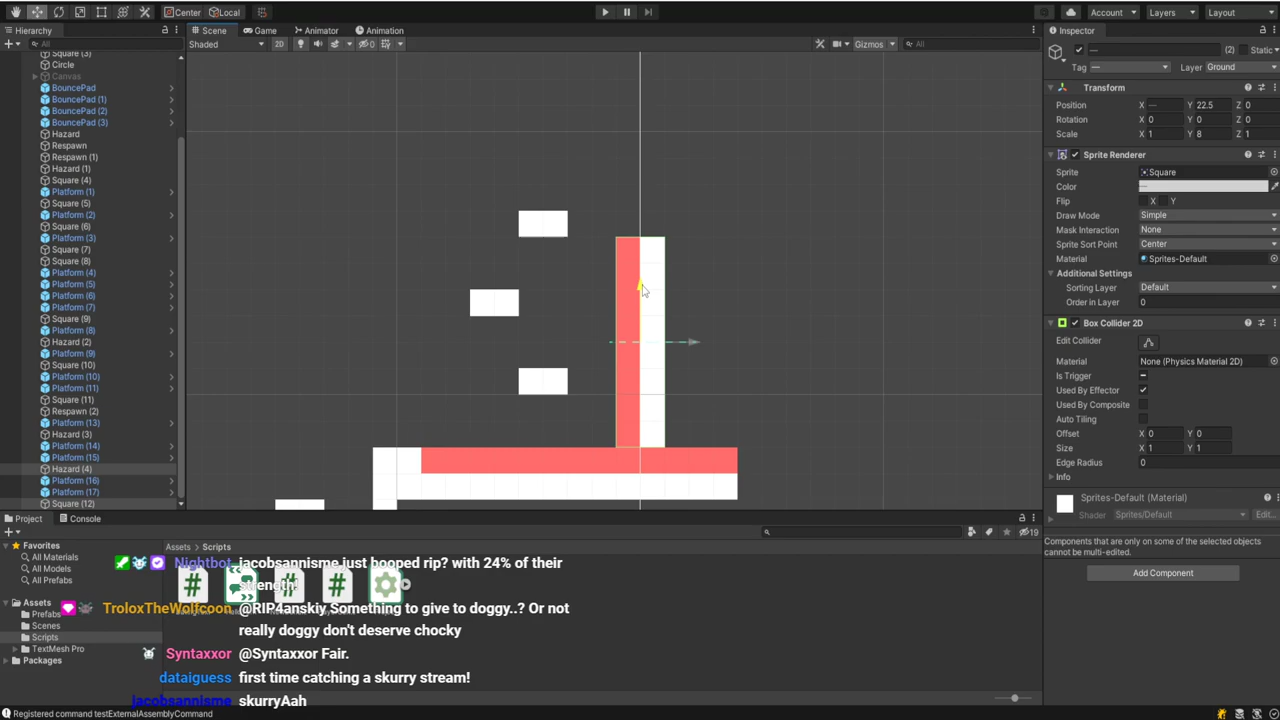 Center Local
Account Layers Layout
Hierarchy
Scene Game Animator Animation
Inspector
All
Shaded 2D 0 Gizmos All
— (2) Static
Tag — Layer Ground
Square (3)
Circle
Canvas
BouncePad
BouncePad (1)
BouncePad (2)
BouncePad (3)
Hazard
Respawn
Respawn (1)
Hazard (1)
Square (4)
Platform (1)
Square (5)
Platform (2)
Square (6)
Platform (3)
Square (7)
Square (8)
Platform (4)
Platform (5)
Platform (6)
Platform (7)
Square (9)
Platform (8)
Hazard (2)
Platform (9)
Square (10)
Platform (10)
Platform (11)
Square (11)
Respawn (2)
Platform (13)
Hazard (3)
Platform (14)
Platform (15)
Hazard (4)
Platform (16)
Platform (17)
Square (12)
Transform
Position X — Y 22.5 Z 0
Rotation X 0 Y 0 Z 0
Scale X 1 Y 8 Z 1
Sprite Renderer
Sprite Square
Color
Flip X Y
Draw Mode Simple
Mask Interaction None
Sprite Sort Point Center
Material Sprites-Default
Additional Settings
Sorting Layer Default
Order in Layer 0
Box Collider 2D
Edit Collider
Material None (Physics Material 2D)
Is Trigger
Used By Effector
Used By Composite
Auto Tiling
Offset X 0 Y 0
Size X 1 Y 1
Edge Radius 0
Info
Sprites-Default (Material)
Shader Sprites/Default Edit...
Components that are only on some of the selected objects
cannot be multi-edited.
Add Component
Project Console
19
Favorites
All Materials
All Models
All Prefabs
Assets
Prefabs
Scenes
Scripts
TextMesh Pro
Packages
Assets Scripts
Nightbot jacobsannisme just booped rip? with 24% of their
strength!
TroloxTheWolfcoon @RIP4anskiy Something to give to doggy..? Or not
really doggy don't deserve chocky
Syntaxxor @Syntaxxor Fair.
dataiguess first time catching a skurry stream!
jacobsannisme skurryAah
Registered command testExternalAssemblyCommand